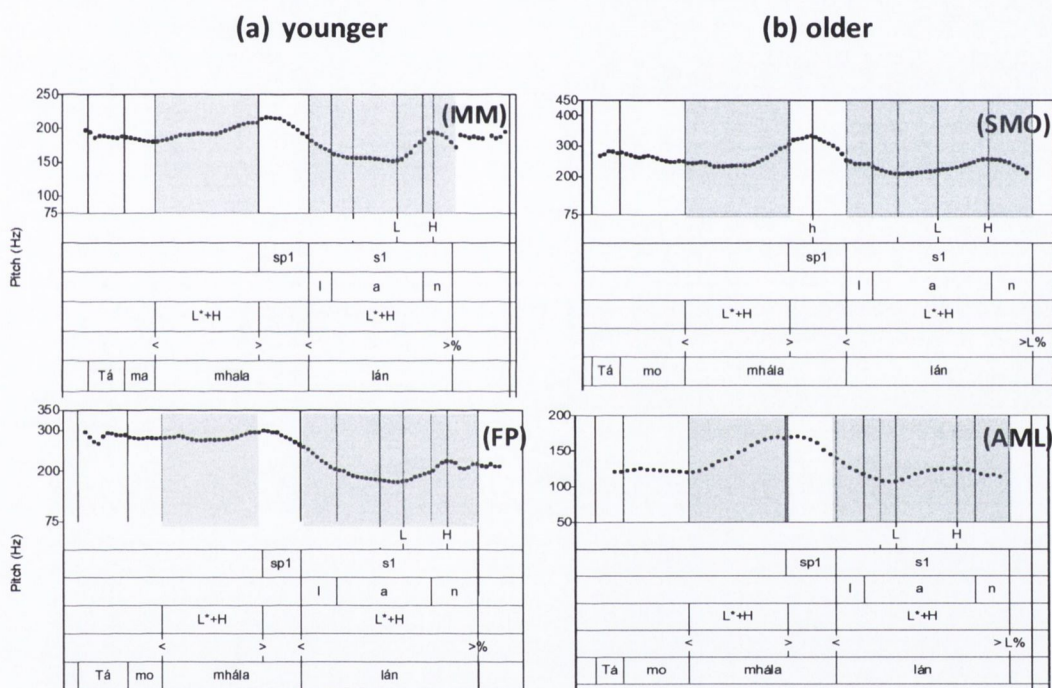 (a) younger
(b) older
250
200
150
100
75
(MM)
Pitch (Hz)
L H
sp1 s1
l a n
L*+H L*+H
< > < >%
Tá ma mhala lán
450
400
300
200
75
(SMO)
h L H
sp1 s1
l a n
L*+H L*+H
< > < >L%
Tá mo mhála lán
350
300
200
75
(FP)
Pitch (Hz)
L H
sp1 s1
l a n
L*+H L*+H
< > < >%
Tá mo mhála lán
200
150
100
50
(AML)
L H
sp1 s1
l a n
L*+H L*+H
< > < >L%
Tá mo mhála lán